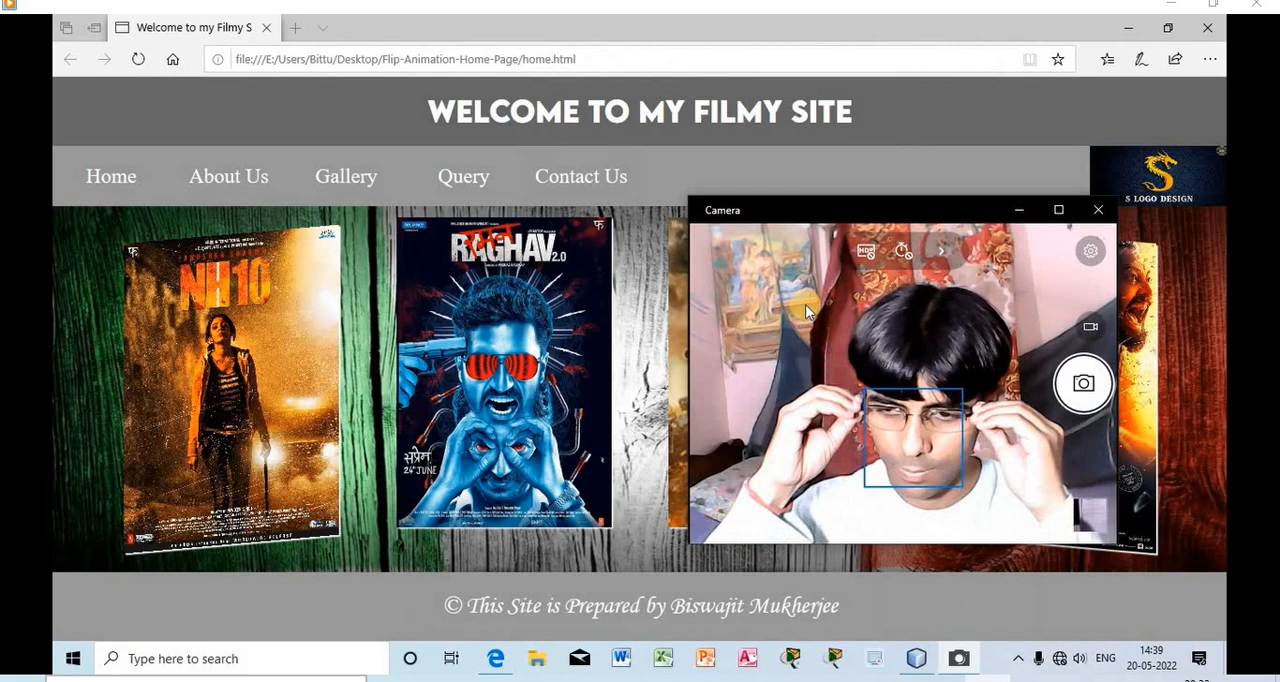 Welcome to my Filmy S
file:///E:/Users/Bittu/Desktop/Flip-Animation-Home-Page/home.html
WELCOME TO MY FILMY SITE
Home About Us Gallery Query Contact Us
S LOGO DESIGN
Camera
NH10
रमन
RAGHAV 2.0
सप्रेम
24TH JUNE
© This Site is Prepared by Biswajit Mukherjee
Type here to search
ENG
14:39
20-05-2022